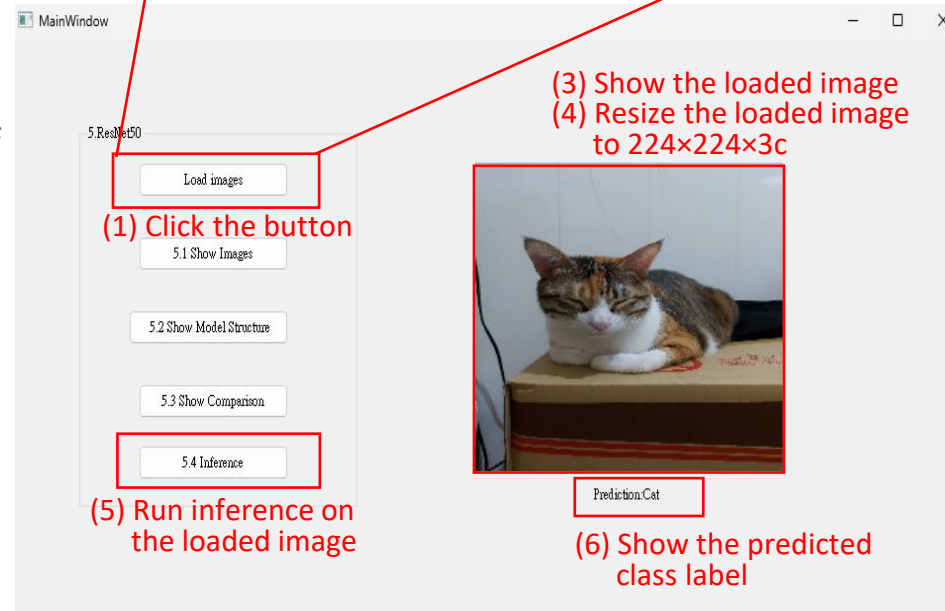 MainWindow
(3) Show the loaded image
(4) Resize the loaded image
to 224×224×3c
5.ResNet50
Load images
(1) Click the button
5.1 Show Images
5.2 Show Model Structure
5.3 Show Comparison
5.4 Inference
(5) Run inference on
the loaded image
Prediction:Cat
(6) Show the predicted
class label